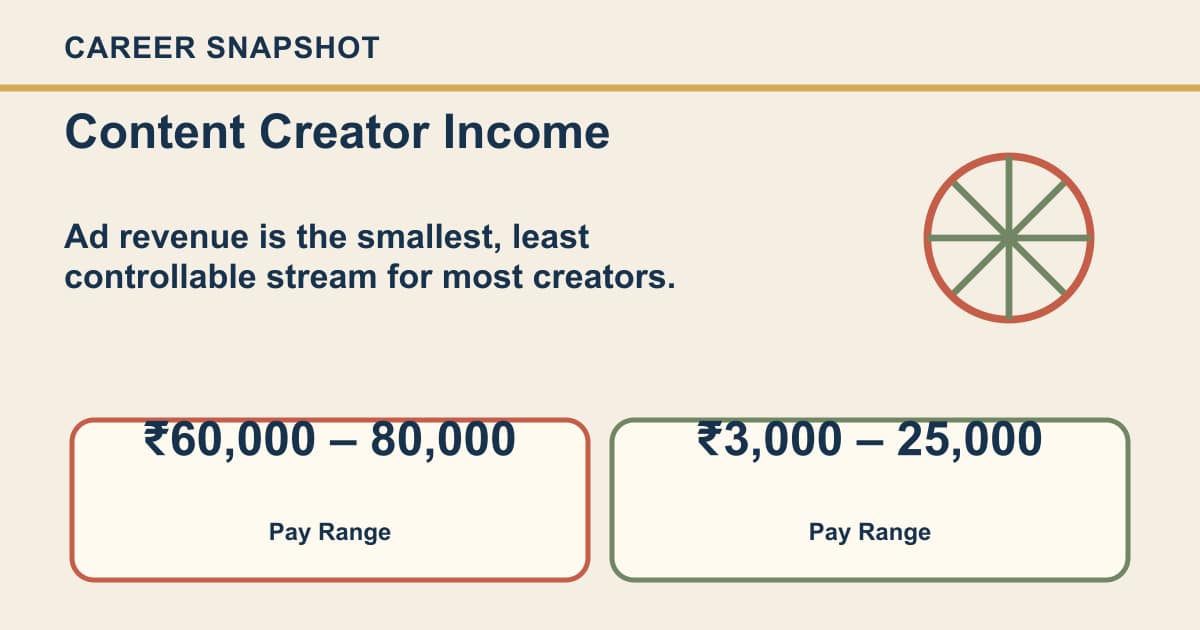 CAREER SNAPSHOT
Content Creator Income
Ad revenue is the smallest, least
controllable stream for most creators.
₹60,000 – 80,000
Pay Range
₹3,000 – 25,000
Pay Range